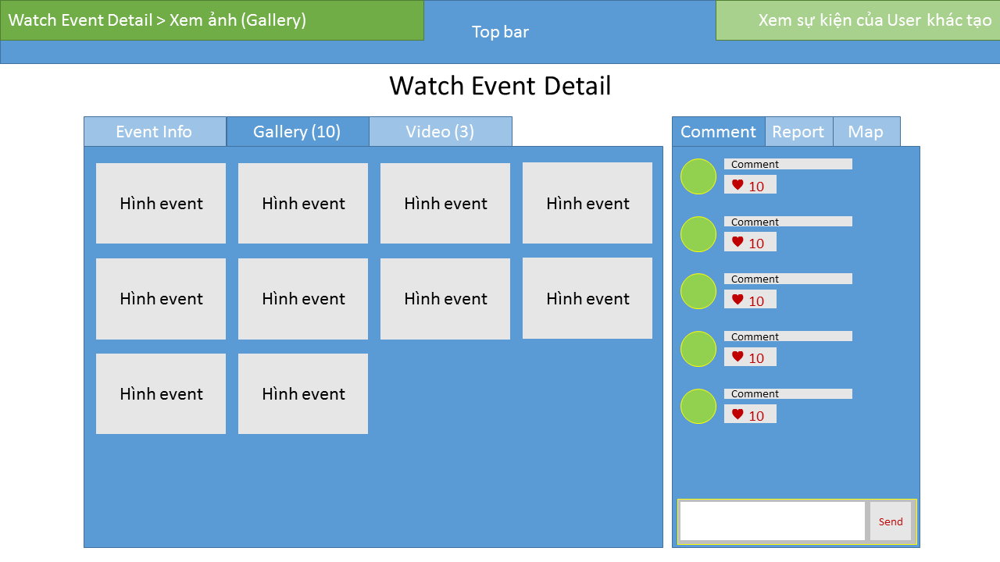 Watch Event Detail > Xem ảnh (Gallery)
Top bar
Xem sự kiện của User khác tạo
Watch Event Detail
Event Info
Gallery (10)
Video (3)
Hình event
Hình event
Hình event
Hình event
Hình event
Hình event
Hình event
Hình event
Hình event
Hình event
Comment
Report
Map
Comment
10
Comment
10
Comment
10
Comment
10
Comment
10
Send